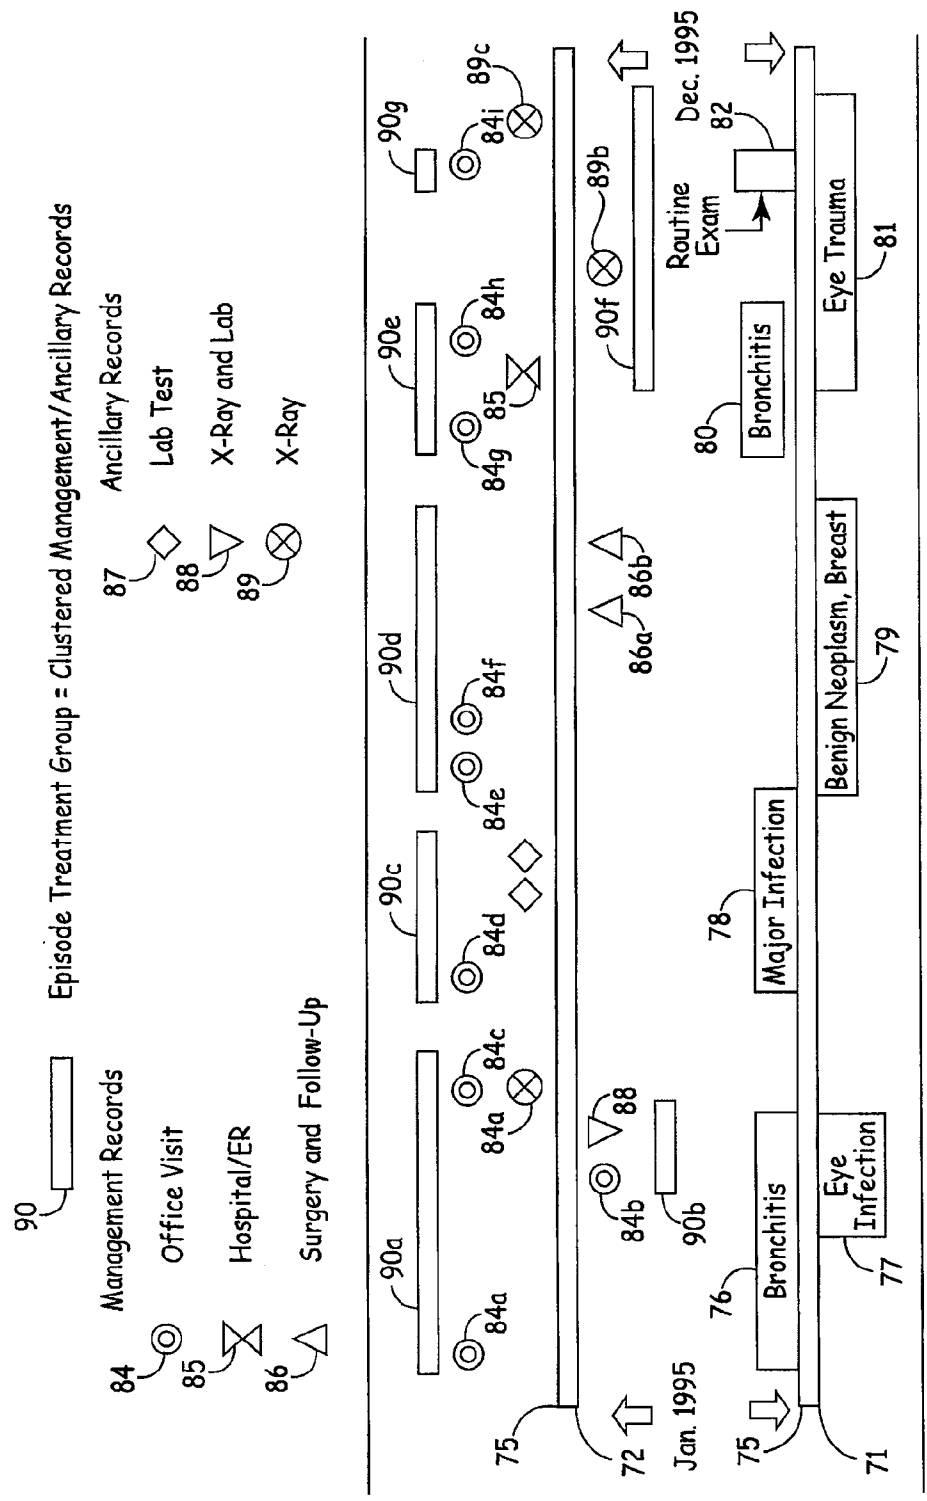 90 Episode Treatment Group = Clustered Management/Ancillary Records
Management Records
84 Office Visit
85 Hospital/ER
86 Surgery and Follow-Up
Ancillary Records
87 Lab Test
88 X-Ray and Lab
89 X-Ray
90a 90c 90d 90e 90g
84a 84c 84d 84e 84f 84g 84h 84i
84a 85 89c
75
72
84b 88 86a 86b 90f 89b
90b
Jan. 1995 Dec. 1995
Routine
Exam
82
76 Bronchitis
78 Major Infection
80 Bronchitis
75
71
Eye
Infection
77
Benign Neoplasm, Breast
79
Eye Trauma
81